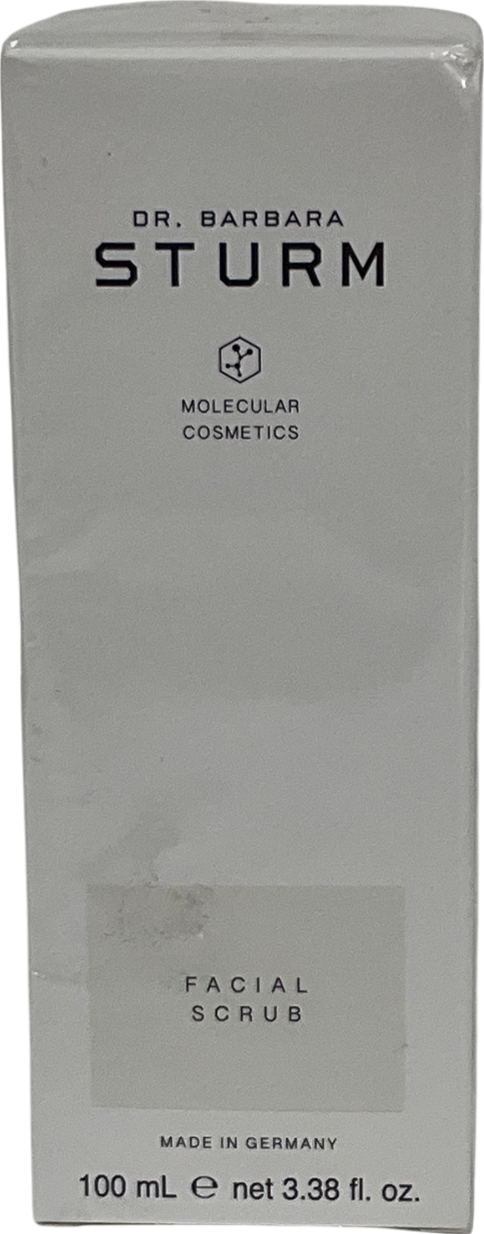 DR. BARBARA
STURM
MOLECULAR
COSMETICS
FACIAL
SCRUB
MADE IN GERMANY
100 mL ℮ net 3.38 fl. oz.